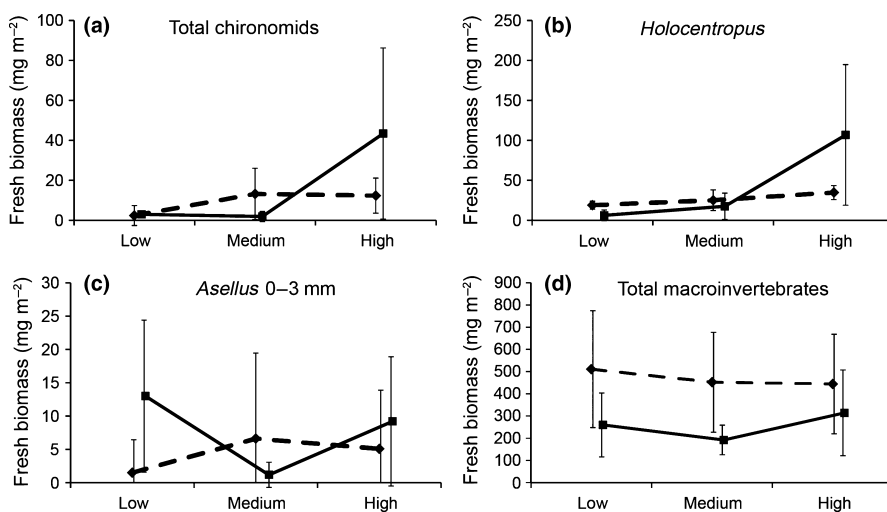 (a) Total chironomids
Fresh biomass (mg m⁻²)
100
80
60
40
20
0
Low Medium High
(b) Holocentropus
Fresh biomass (mg m⁻²)
250
200
150
100
50
0
Low Medium High
(c) Asellus 0–3 mm
Fresh biomass (mg m⁻²)
30
25
20
15
10
5
0
Low Medium High
(d) Total macroinvertebrates
Fresh biomass (mg m⁻²)
900
800
700
600
500
400
300
200
100
0
Low Medium High